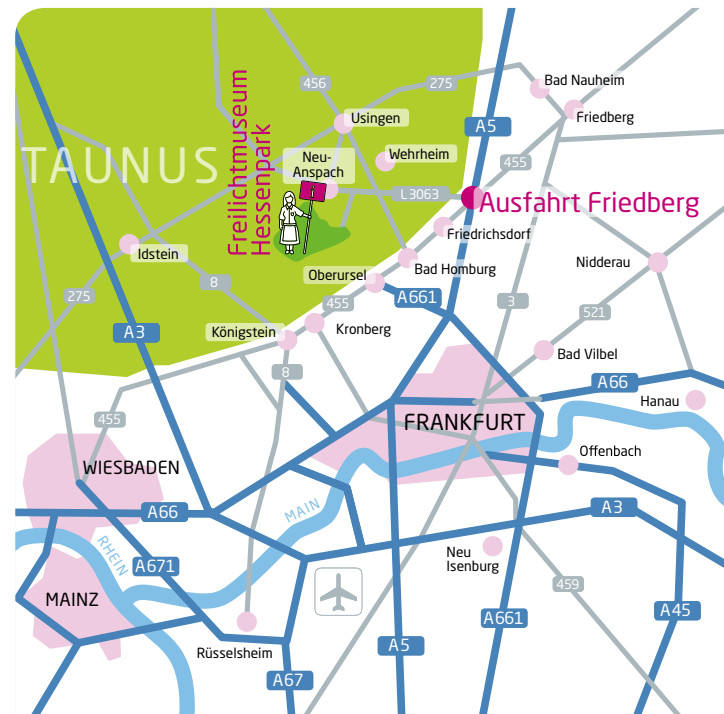 456
275
Bad Nauheim
Friedberg
Usingen
A5
TAUNUS
Freilichtmuseum
Hessenpark
Neu-
Anspach
Wehrheim
455
L3063
Ausfahrt Friedberg
Friedrichsdorf
Idstein
Nidderau
Bad Homburg
Oberursel
8
275
455
A661
3
521
A3
Königstein
Kronberg
Bad Vilbel
8
A66
Hanau
455
FRANKFURT
WIESBADEN
Offenbach
A66
MAIN
A3
RHEIN
A671
Neu
Isenburg
459
MAINZ
A45
A661
Rüsselsheim
A5
A67